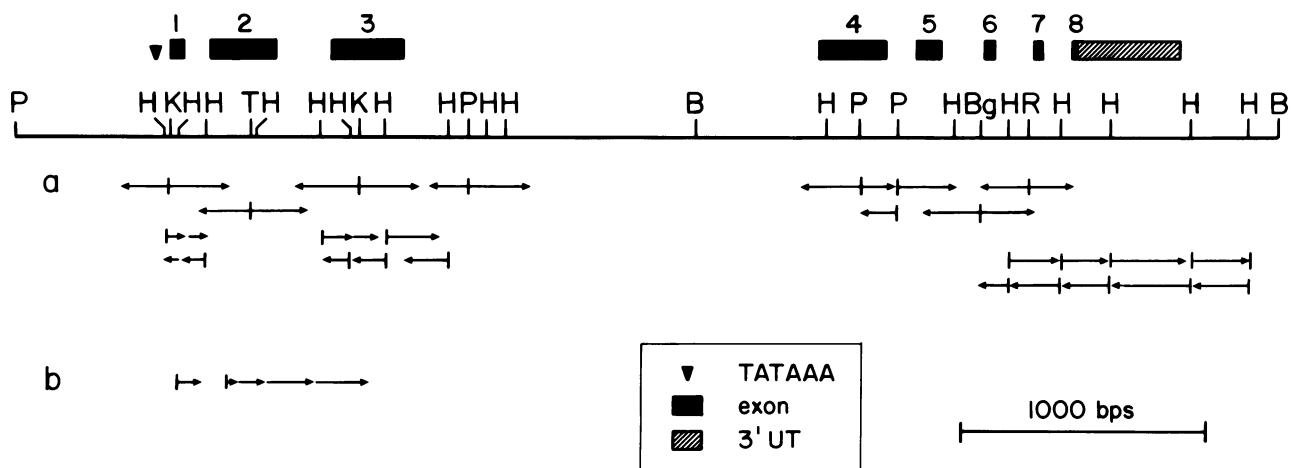 1 2 3 4 5 6 7 8
P H K H H T H H H K H H P H H B H P P H Bg H R H H H H B
a
b
TATAAA
exon
3' UT
1000 bps